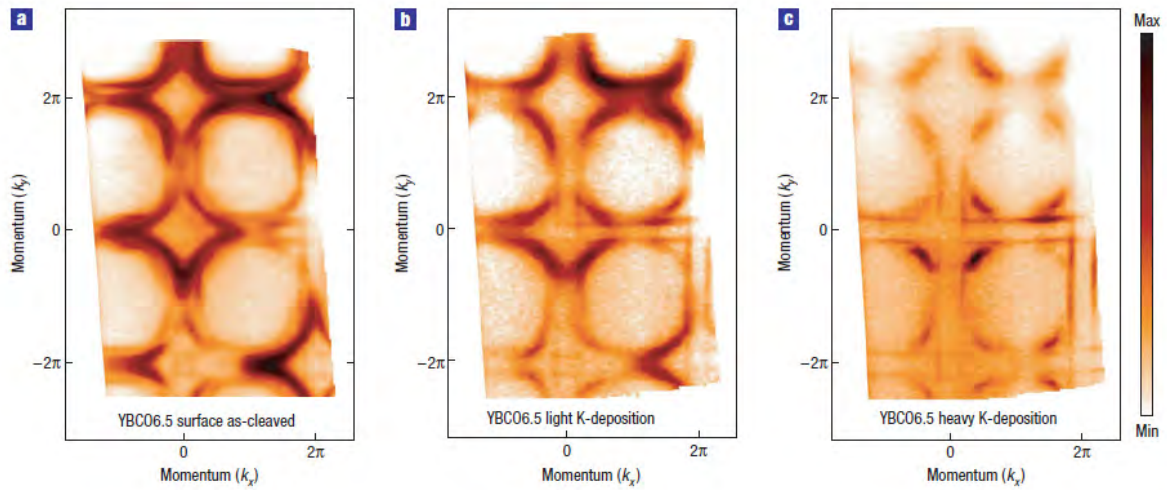 a
b
c
Max
Momentum (ky)
2π
0
−2π
YBCO6.5 surface as-cleaved
0
2π
Momentum (kx)
Momentum (ky)
2π
0
−2π
YBCO6.5 light K-deposition
0
2π
Momentum (kx)
Momentum (ky)
2π
0
−2π
YBCO6.5 heavy K-deposition
0
2π
Momentum (kx)
Min